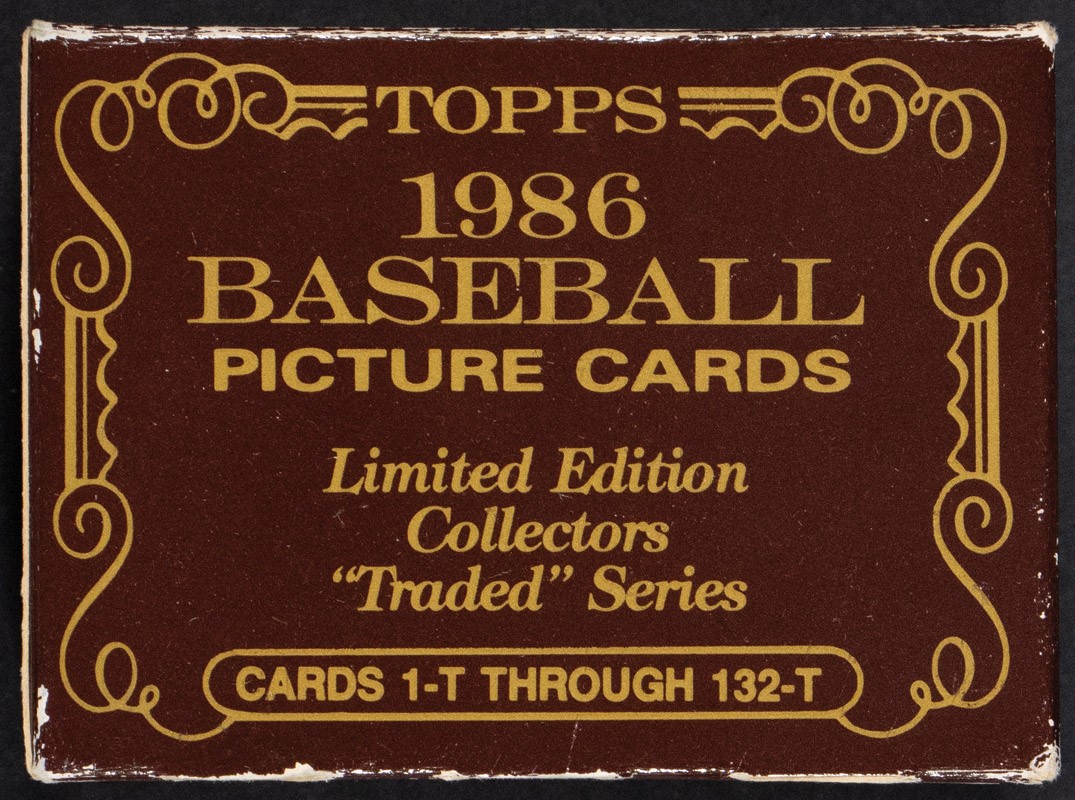 TOPPS
1986
BASEBALL
PICTURE CARDS
Limited Edition
Collectors
“Traded” Series
CARDS 1-T THROUGH 132-T